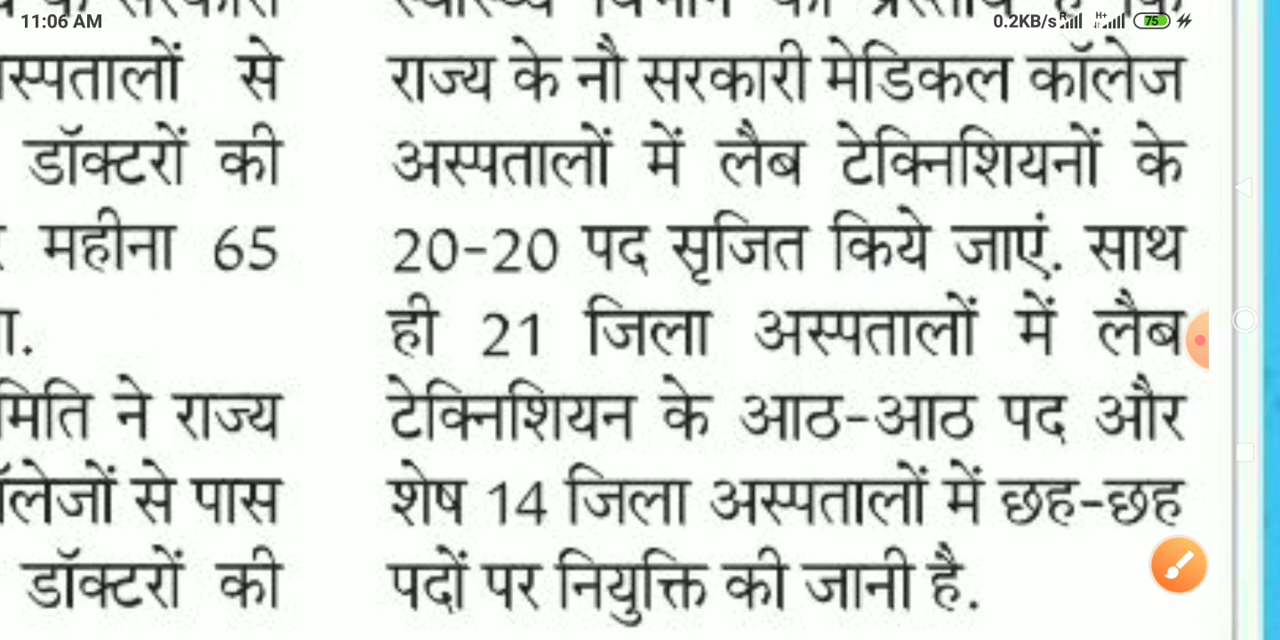 11:06 AM
0.2KB/s
75
स्पतालों से
डॉक्टरों की
महीना 65
मिति ने राज्य
लेजों से पास
डॉक्टरों की
राज्य के नौ सरकारी मेडिकल कॉलेज
अस्पतालों में लैब टेक्निशियनों के
20-20 पद सृजित किये जाएं. साथ
ही 21 जिला अस्पतालों में लैब
टेक्निशियन के आठ-आठ पद और
शेष 14 जिला अस्पतालों में छह-छह
पदों पर नियुक्ति की जानी है.